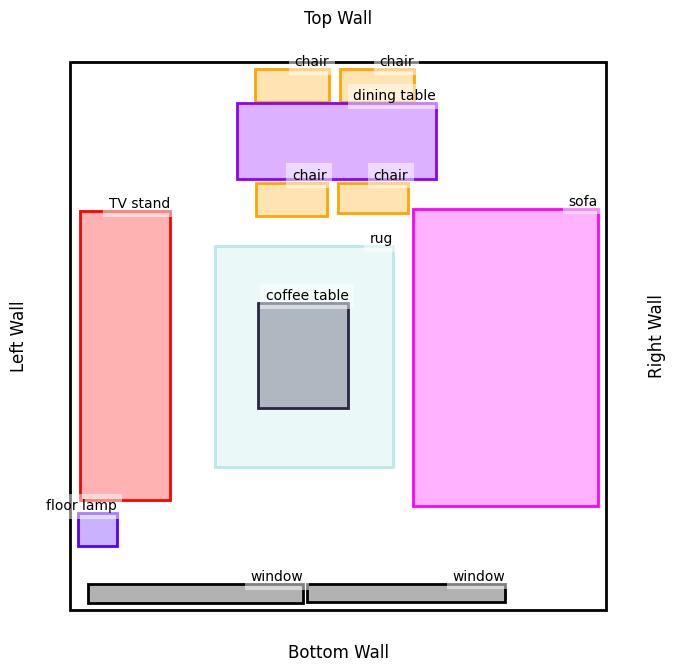 Top Wall
chair
chair
dining table
chair
chair
TV stand
sofa
rug
coffee table
Left Wall
Right Wall
floor lamp
window
window
Bottom Wall